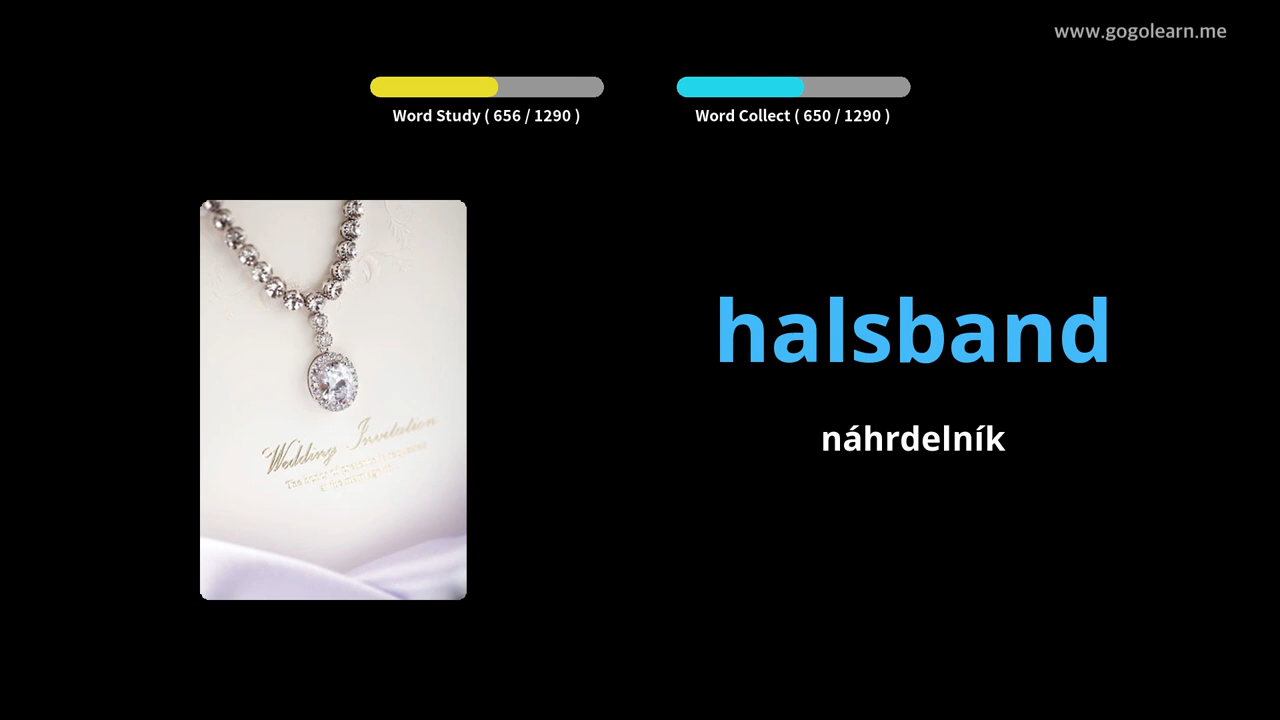 www.gogolearn.me
Word Study ( 656 / 1290 )
Word Collect ( 650 / 1290 )
halsband
náhrdelník
Wedding Invitation